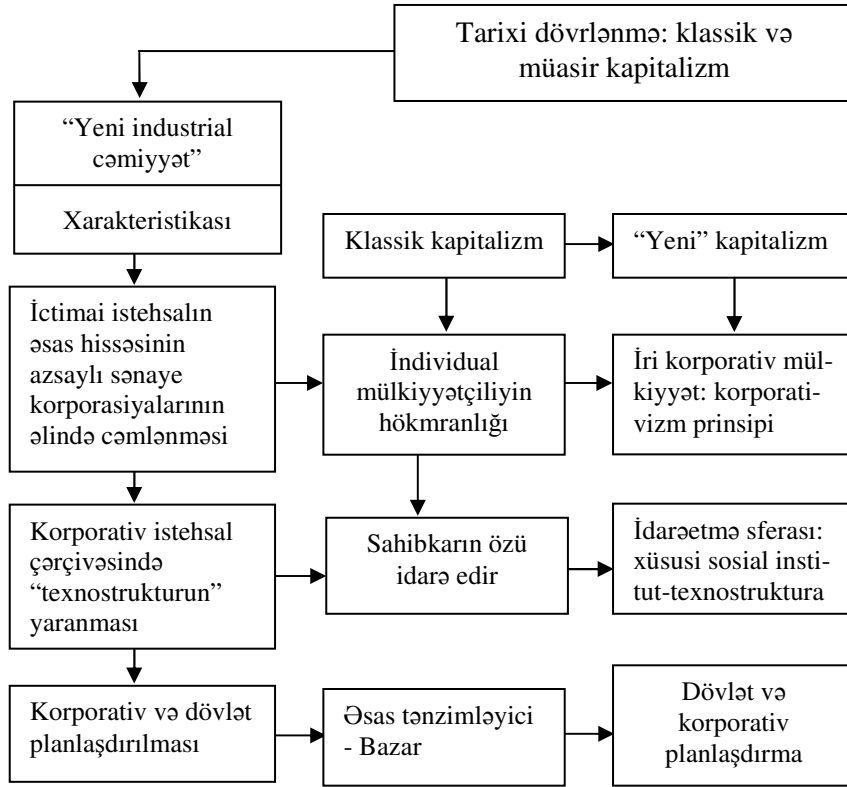 Tarixi dövrlənmə: klassik və
müasir kapitalizm
“Yeni industrial
cəmiyyət”
Xarakteristikası
Klassik kapitalizm
“Yeni” kapitalizm
İctimai istehsalın
əsas hissəsinin
azsaylı sənaye
korporasiyalarının
əlində cəmlənməsi
İndividual
mülkiyyətçiliyin
hökmranlığı
İri korporativ mül-
kiyyət: korporati-
vizm prinsipi
Korporativ istehsal
çərçivəsində
“texnostrukturun”
yaranması
Sahibkarın özü
idarə edir
İdarəetmə sferası:
xüsusi sosial insti-
tut-texnostruktura
Korporativ və dövlət
planlaşdırılması
Əsas tənzimləyici
- Bazar
Dövlət və
korporativ
planlaşdırma